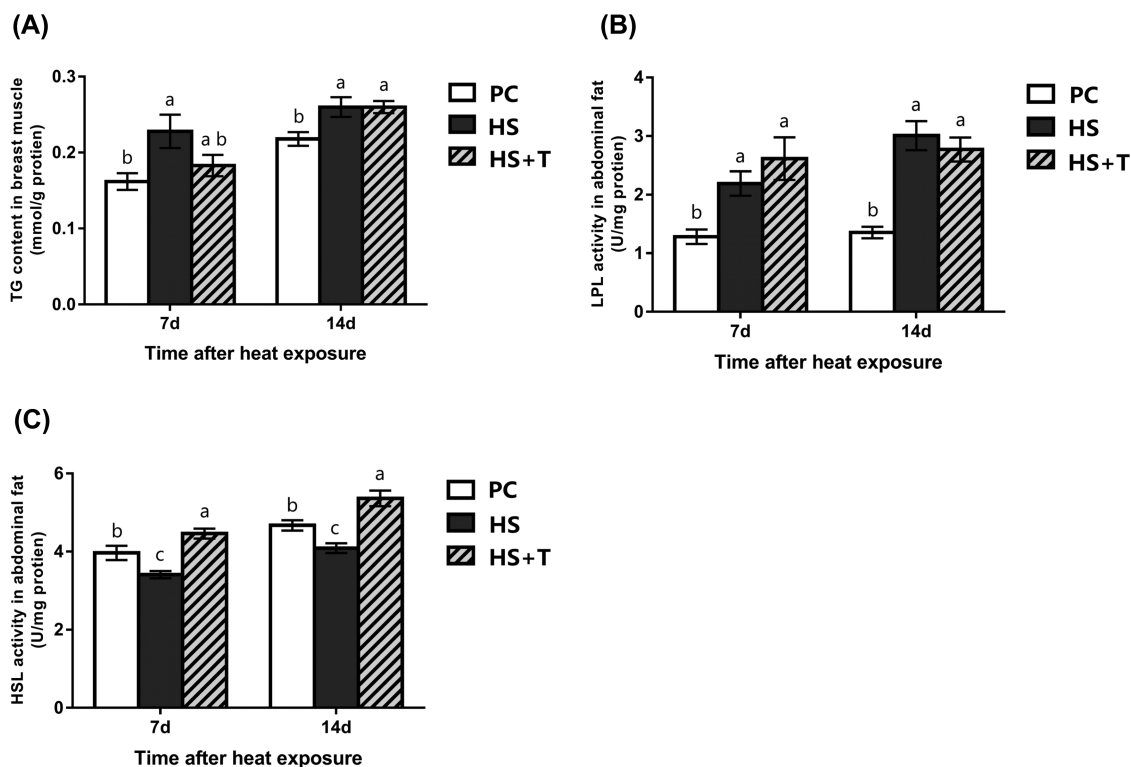 (A)
TG content in breast muscle
(mmol/g protien)
0.3
0.2
0.1
0.0
b
a
a b
b
a
a
7d
14d
Time after heat exposure
PC
HS
HS+T
(B)
LPL activity in abdominal fat
(U/mg protien)
4
3
2
1
0
b
a
a
b
a
a
7d
14d
Time after heat exposure
PC
HS
HS+T
(C)
HSL activity in abdominal fat
(U/mg protien)
6
4
2
0
b
c
a
b
c
a
7d
14d
Time after heat exposure
PC
HS
HS+T